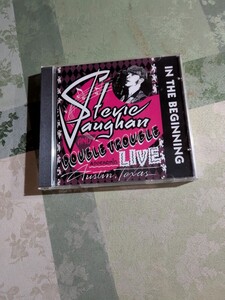 Stevie
Vaughan
DOUBLE TROUBLE
LIVE
Austin, Texas
IN THE BEGINNING